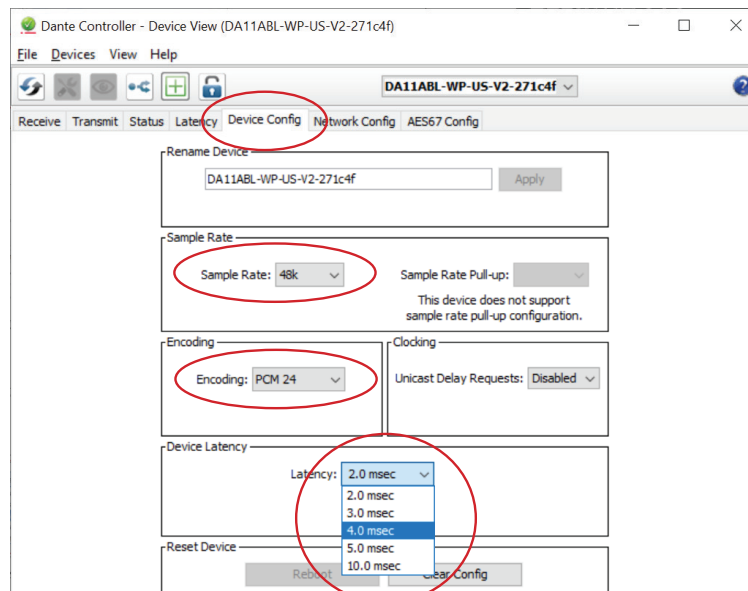 Dante Controller - Device View (DA11ABL-WP-US-V2-271c4f)
File Devices View Help
DA11ABL-WP-US-V2-271c4f
?
Receive Transmit Status Latency Device Config Network Config AES67 Config
Rename Device
DA11ABL-WP-US-V2-271c4f Apply
Sample Rate
Sample Rate: 48k Sample Rate Pull-up:
This device does not support
sample rate pull-up configuration.
Encoding Clocking
Encoding: PCM 24 Unicast Delay Requests: Disabled
Device Latency
Latency: 2.0 msec
2.0 msec
3.0 msec
4.0 msec
5.0 msec
10.0 msec
Reset Device
Reboot Clear Config